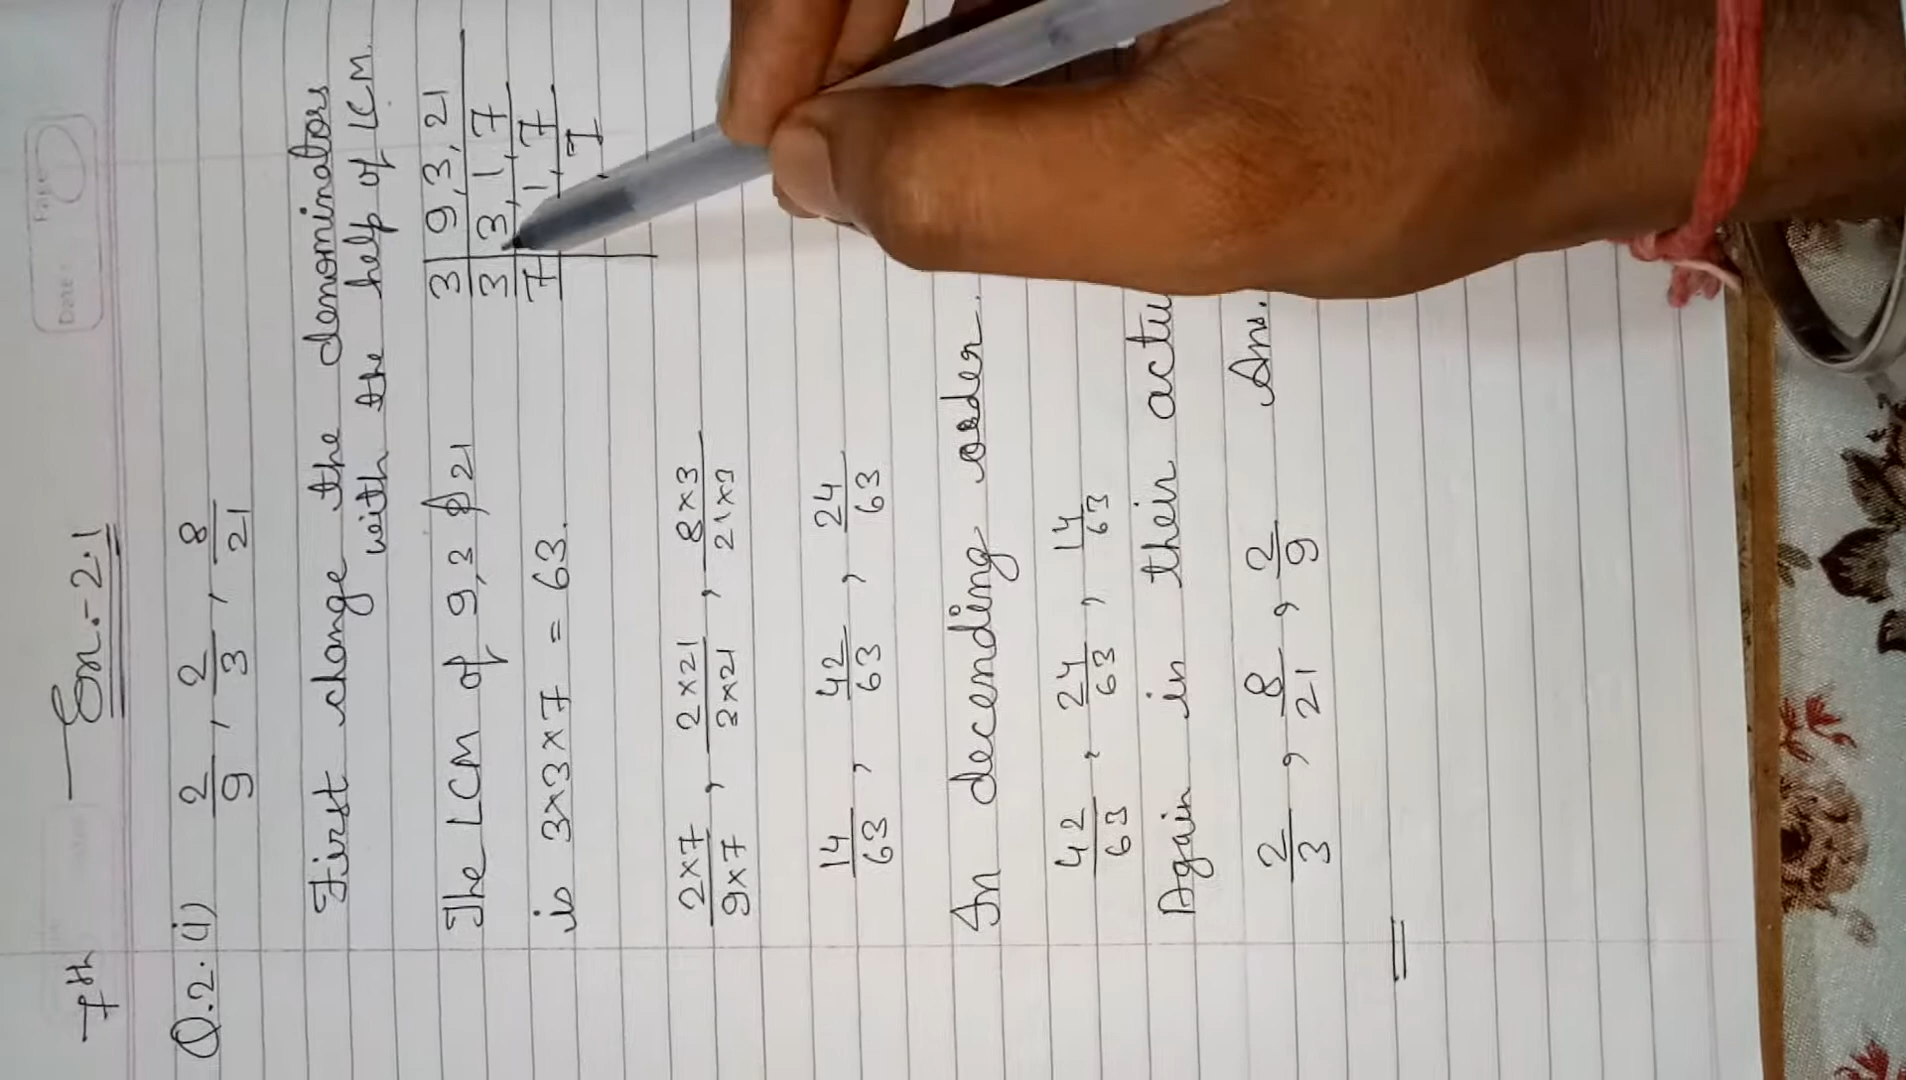 Date Page
7th Ex.-2.1
Q.2.(i) 2/9, 2/3, 8/21
First change the denominators
with the help of LCM.
The LCM of 9,3 & 21
is 3×3×7 = 63.
3 | 9,3,21
3 | 3,1,7
7 | 1,7
1
2×7/9×7, 2×21/3×21, 8×3/21×3
14/63, 42/63, 24/63
In decending order.
42/63, 24/63, 14/63
Again in their actu
2/3, 8/21, 2/9 Ans.